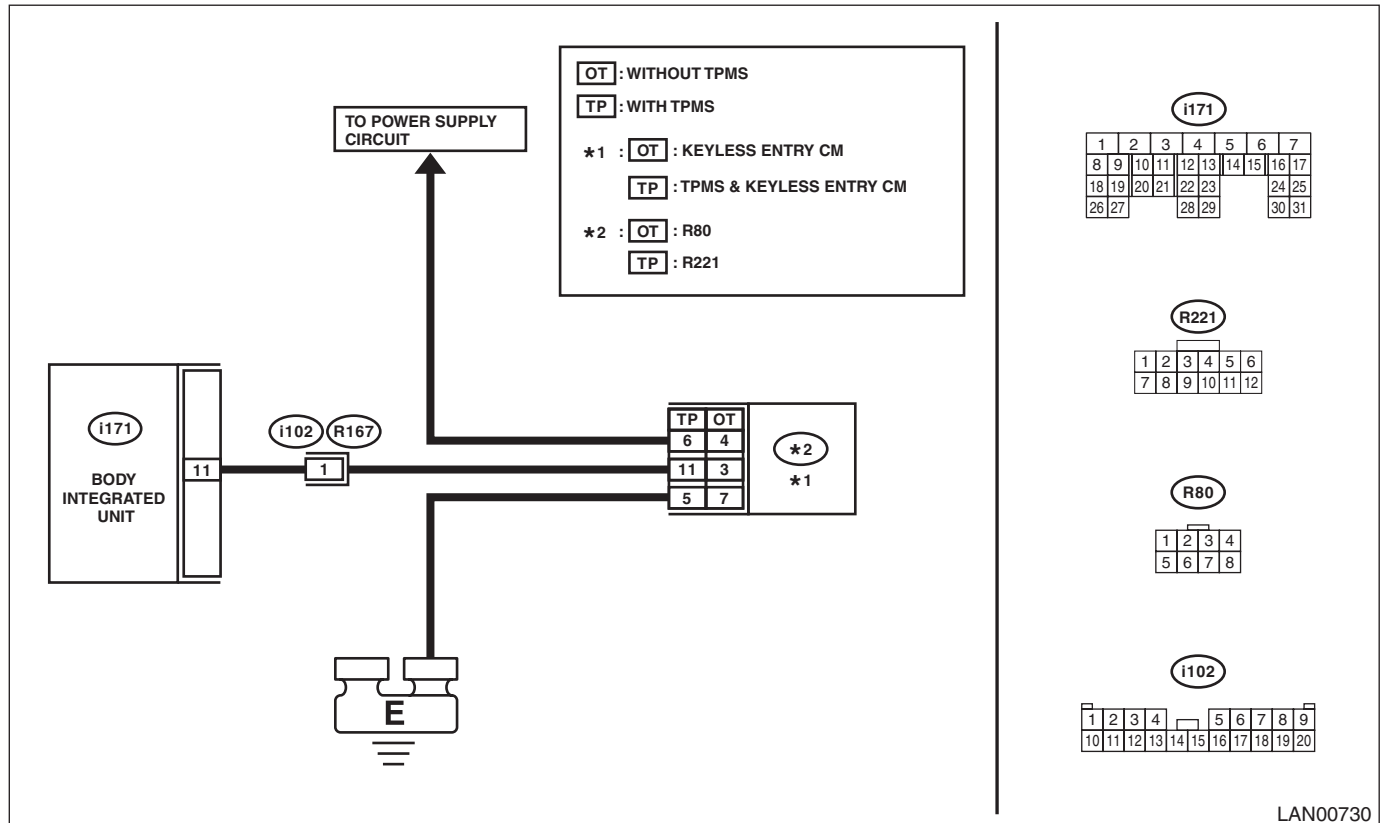 OT : WITHOUT TPMS
TP : WITH TPMS
*1 : OT : KEYLESS ENTRY CM
TP : TPMS & KEYLESS ENTRY CM
*2 : OT : R80
TP : R221
TO POWER SUPPLY
CIRCUIT
i171
BODY
INTEGRATED
UNIT
11
i102 R167
1
TP OT
6 4
11 3
5 7
*2
*1
E
i171
1 2 3 4 5 6 7
8 9 10 11 12 13 14 15 16 17
18 19 20 21 22 23 24 25
26 27 28 29 30 31
R221
1 2 3 4 5 6
7 8 9 10 11 12
R80
1 2 3 4
5 6 7 8
i102
1 2 3 4 5 6 7 8 9
10 11 12 13 14 15 16 17 18 19 20
LAN00730